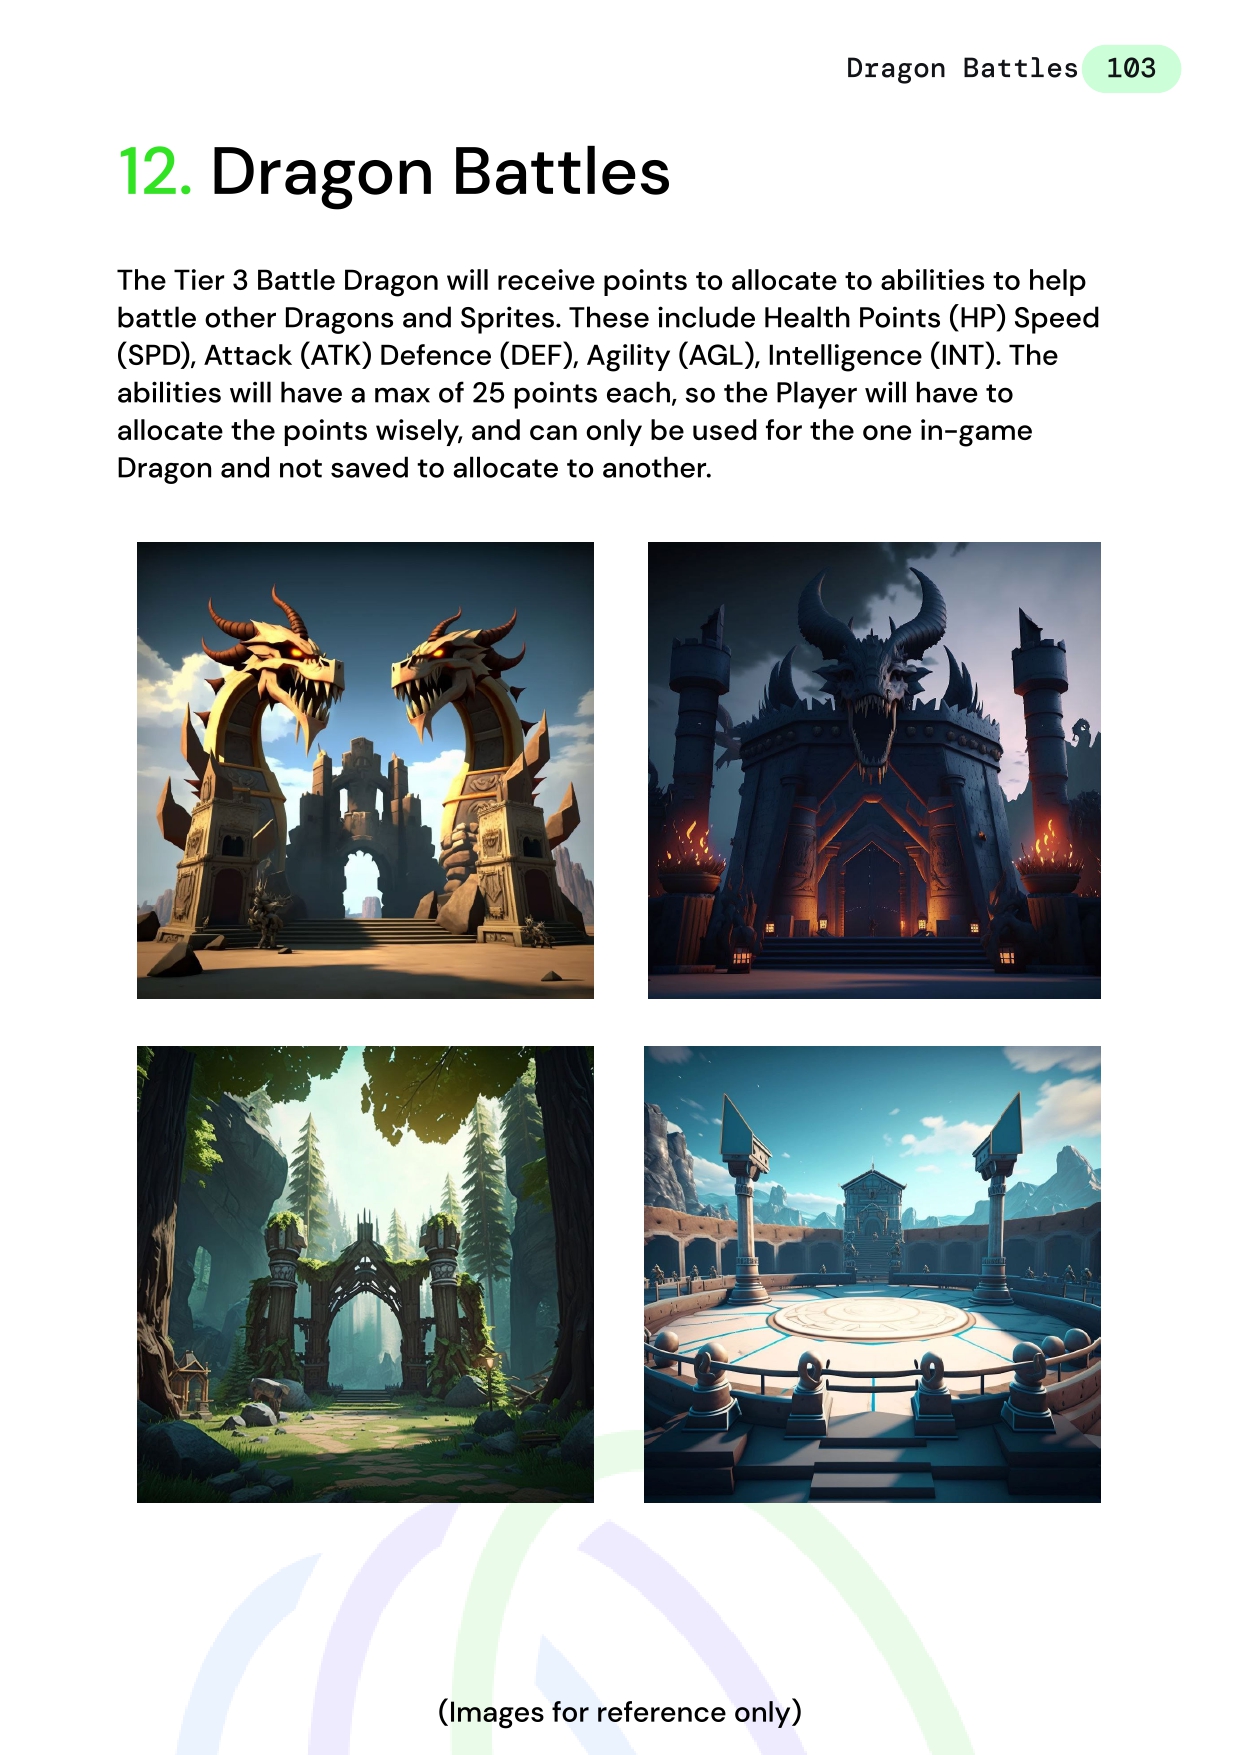 Dragon Battles 103
12. Dragon Battles
The Tier 3 Battle Dragon will receive points to allocate to abilities to help
battle other Dragons and Sprites. These include Health Points (HP) Speed
(SPD), Attack (ATK) Defence (DEF), Agility (AGL), Intelligence (INT). The
abilities will have a max of 25 points each, so the Player will have to
allocate the points wisely, and can only be used for the one in-game
Dragon and not saved to allocate to another.
(Images for reference only)